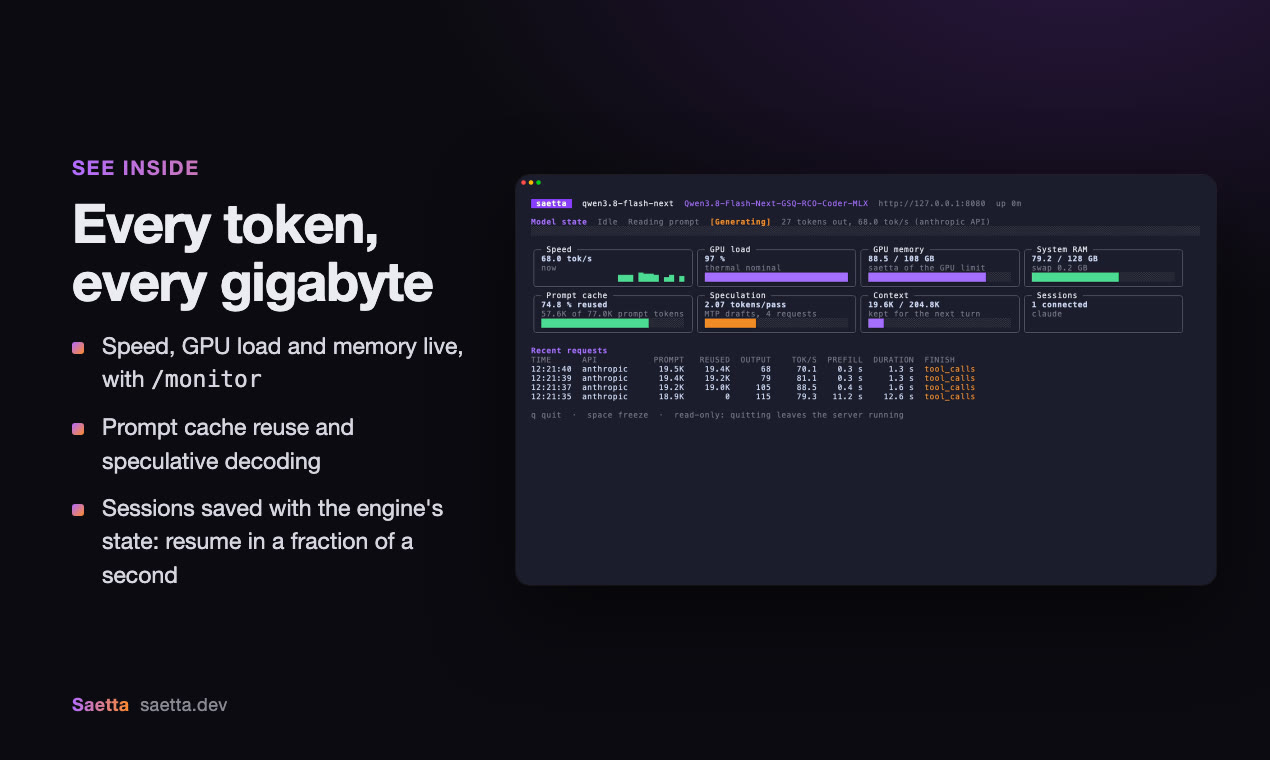 SEE INSIDE
Every token,
every gigabyte
Speed, GPU load and memory live,
with /monitor
Prompt cache reuse and
speculative decoding
Sessions saved with the engine's
state: resume in a fraction of a
second
Saetta saetta.dev
saetta qwen3.8-flash-next Qwen3.8-Flash-Next-GSQ-RCO-Coder-MLX http://127.0.0.1:8080 up 0m
Model state Idle Reading prompt [Generating] 27 tokens out, 68.0 tok/s (anthropic API)
Speed GPU load GPU memory System RAM
68.0 tok/s 97 % 88.5 / 108 GB 79.2 / 128 GB
now thermal nominal saetta of the GPU limit swap 0.2 GB
Prompt cache Speculation Context Sessions
74.8 % reused 2.07 tokens/pass 19.6K / 204.8K 1 connected
57.6K of 77.0K prompt tokens MTP drafts, 4 requests kept for the next turn claude
Recent requests
TIME API PROMPT REUSED OUTPUT TOK/S PREFILL DURATION FINISH
12:21:40 anthropic 19.5K 19.4K 68 70.1 0.3 s 1.3 s tool_calls
12:21:39 anthropic 19.4K 19.2K 79 81.1 0.3 s 1.3 s tool_calls
12:21:37 anthropic 19.2K 19.0K 105 88.5 0.4 s 1.6 s tool_calls
12:21:35 anthropic 18.9K 0 115 79.3 11.2 s 12.6 s tool_calls
q quit · space freeze · read-only: quitting leaves the server running